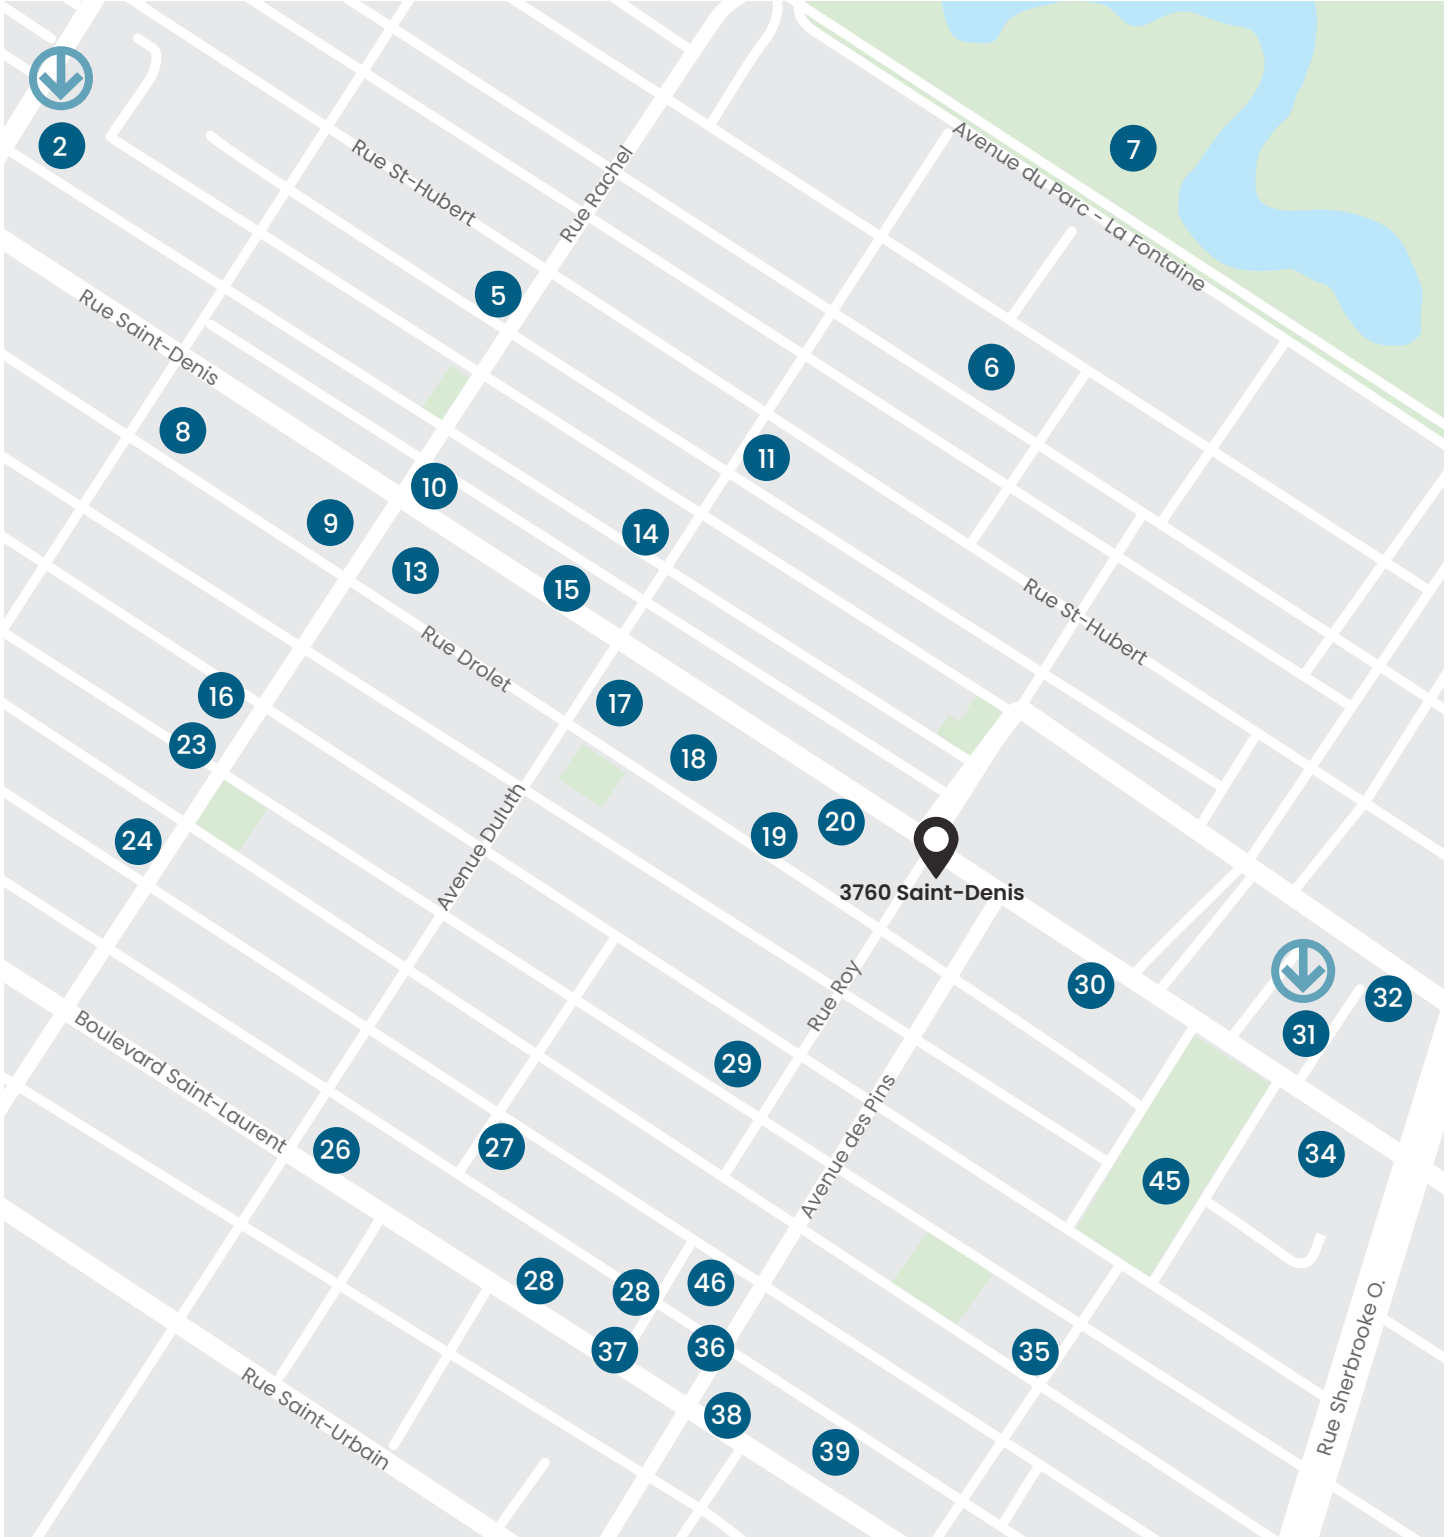 2
Rue St-Hubert
Rue Rachel
Avenue du Parc - La Fontaine
7
5
Rue Saint-Denis
6
8
11
10
9
14
13
15
Rue St-Hubert
Rue Drolet
16
17
23
18
24
19
20
Avenue Duluth
3760 Saint-Denis
Rue Roy
30
32
31
Boulevard Saint-Laurent
29
Avenue des Pins
26
27
34
45
28
28
46
37
36
35
Rue Sherbrooke O.
Rue Saint-Urbain
38
39